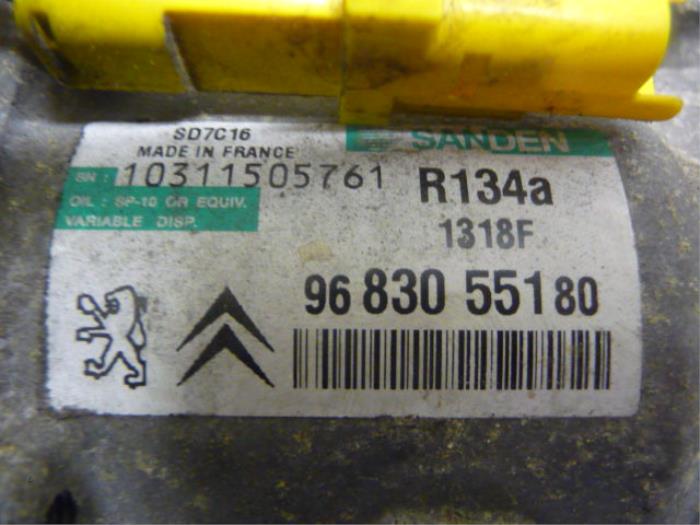 SD7C16
SANDEN
MADE IN FRANCE
SN: 10311505761
R134a
OIL: SP-10 OR EQUIV.
VARIABLE DISP.
1318F
96 830 551 80